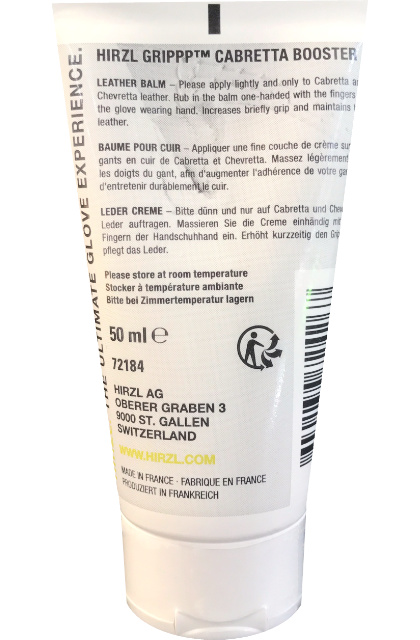 HIRZL GRIPPP™ CABRETTA BOOSTER
LEATHER BALM – Please apply lightly and only to Cabretta
Chevretta leather. Rub in the balm one-handed with the fingers
the glove wearing hand. Increases briefly grip and maintains
leather.
BAUME POUR CUIR – Appliquer une fine couche de crème sur
gants en cuir de Cabretta et Chevretta. Massez légèrement
les doigts du gant, afin d'augmenter l'adhérence de votre
d'entretenir durablement le cuir.
LEDER CREME – Bitte dünn und nur auf Cabretta und
Leder auftragen. Massieren Sie die Creme einhändig
Fingern der Handschuhhand ein. Erhöht kurzzeitig den
pflegt das Leder.
Please store at room temperature
Stocker à température ambiante
Bitte bei Zimmertemperatur lagern
50 ml ℮
72184
HIRZL AG
OBERER GRABEN 3
9000 ST. GALLEN
SWITZERLAND
WWW.HIRZL.COM
MADE IN FRANCE · FABRIQUE EN FRANCE
PRODUZIERT IN FRANKREICH
THE ULTIMATE GLOVE EXPERIENCE.